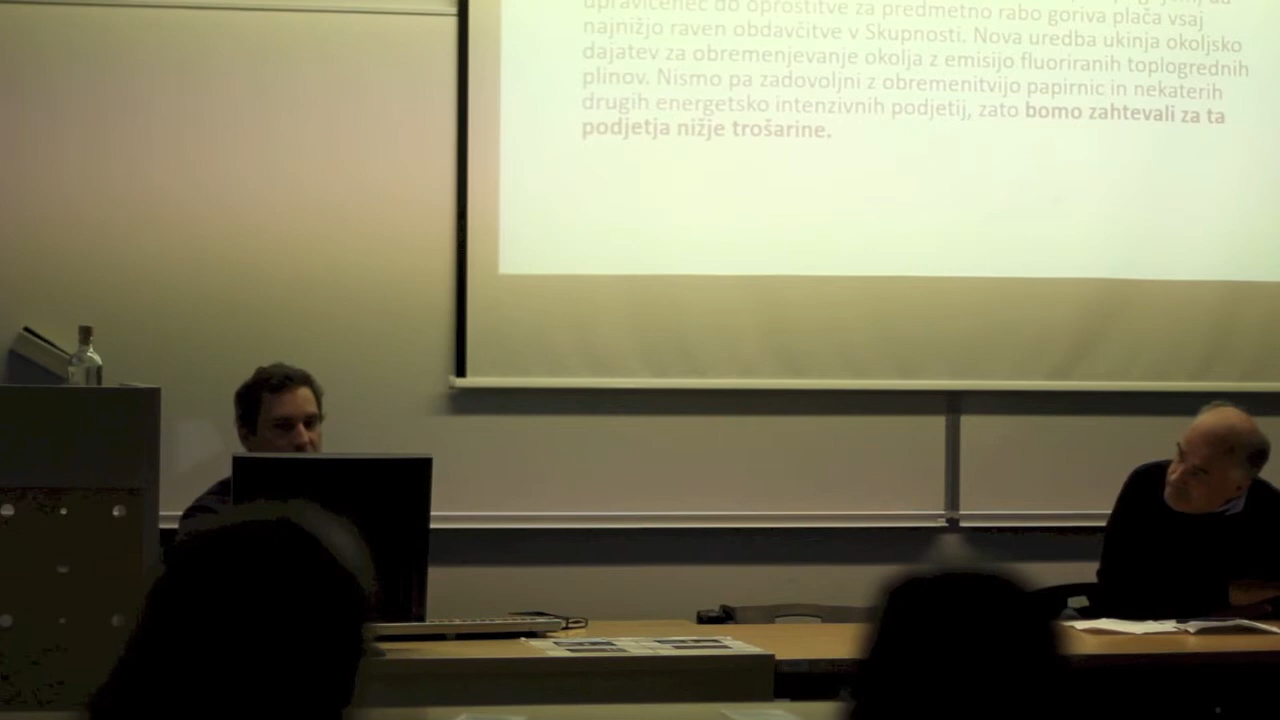 upravičenec do oprostitve za predmetno rabo goriva plača vsaj
najnižjo raven obdavčitve v Skupnosti. Nova uredba ukinja okoljsko
dajatev za obremenjevanje okolja z emisijo fluoriranih toplogrednih
plinov. Nismo pa zadovoljni z obremenitvijo papirnic in nekaterih
drugih energetsko intenzivnih podjetij, zato bomo zahtevali za ta
podjetja nižje trošarine.